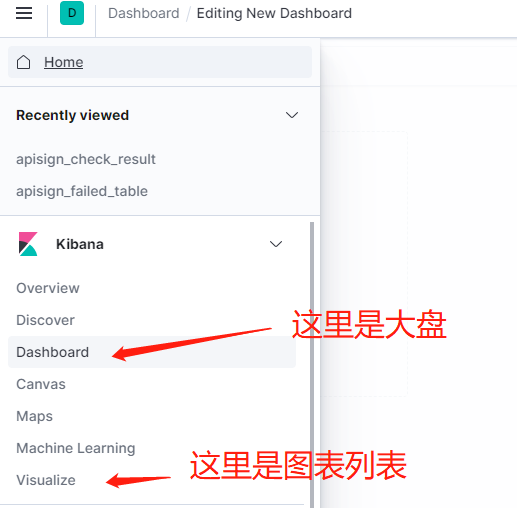 D Dashboard / Editing New Dashboard
Home
Recently viewed
apisign_check_result
apisign_failed_table
Kibana
Overview
Discover
这里是大盘
Dashboard
Canvas
Maps
Machine Learning
这里是图表列表
Visualize